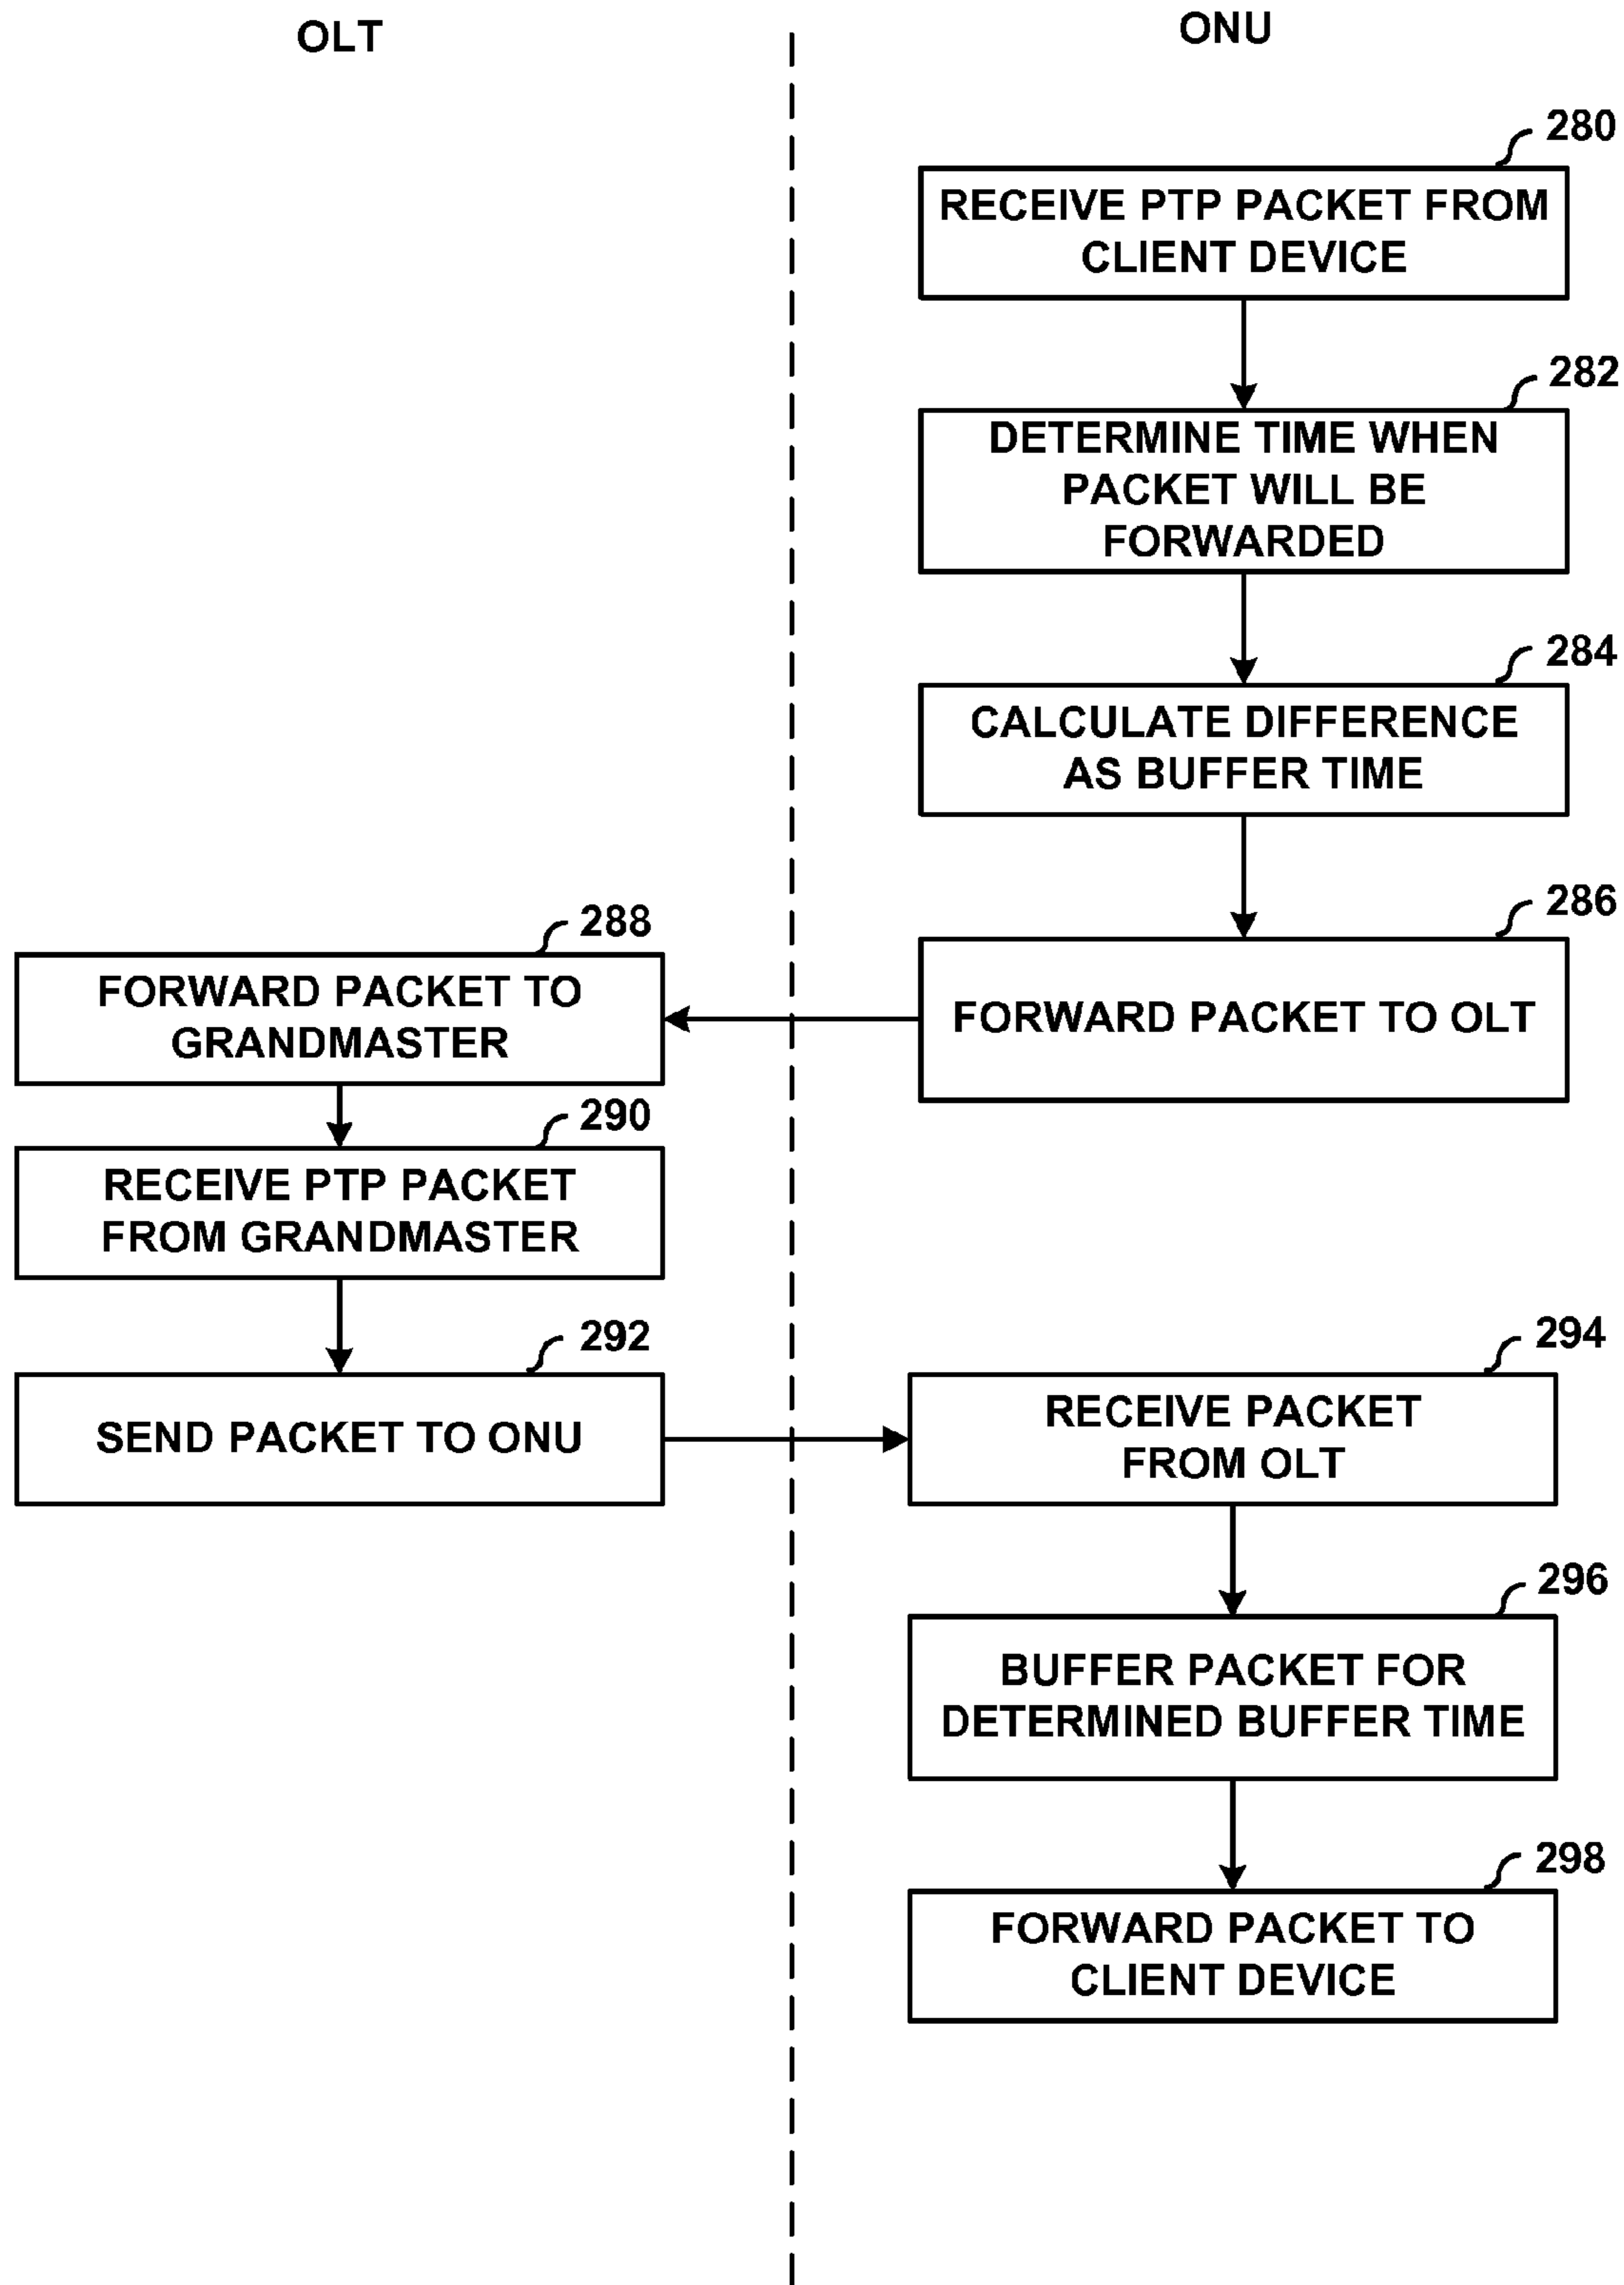 OLT
ONU
280
RECEIVE PTP PACKET FROM
CLIENT DEVICE
282
DETERMINE TIME WHEN
PACKET WILL BE
FORWARDED
284
CALCULATE DIFFERENCE
AS BUFFER TIME
286
FORWARD PACKET TO OLT
288
FORWARD PACKET TO
GRANDMASTER
290
RECEIVE PTP PACKET
FROM GRANDMASTER
292
SEND PACKET TO ONU
294
RECEIVE PACKET
FROM OLT
296
BUFFER PACKET FOR
DETERMINED BUFFER TIME
298
FORWARD PACKET TO
CLIENT DEVICE